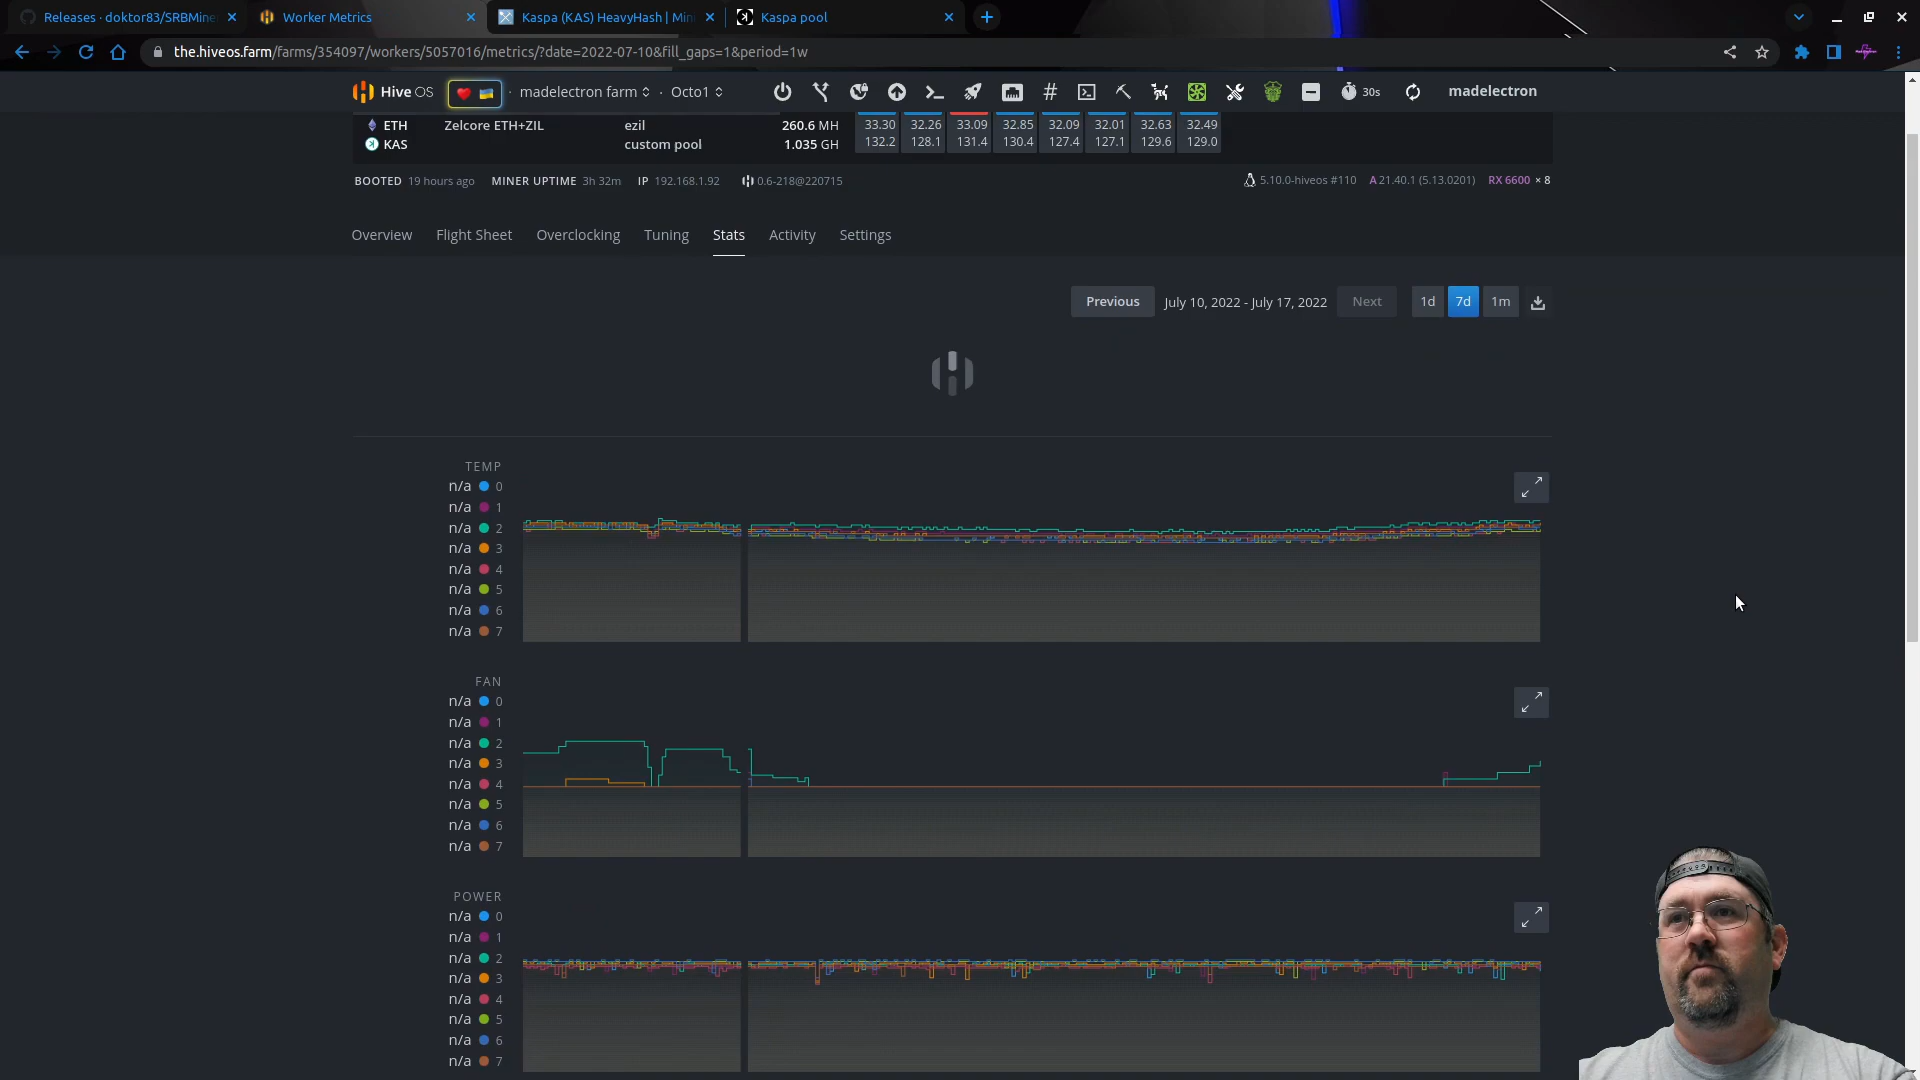 Releases · doktor83/SRBMine
Worker Metrics
Kaspa (KAS) HeavyHash | Min
Kaspa pool
the.hiveos.farm/farms/354097/workers/5057016/metrics/?date=2022-07-10&fill_gaps=1&period=1w
Hive OS · madelectron farm · Octo1
30s
madelectron
ETH Zelcore ETH+ZIL ezil 260.6 MH 33.30 32.26 33.09 32.85 32.09 32.01 32.63 32.49
KAS custom pool 1.035 GH 132.2 128.1 131.4 130.4 127.4 127.1 129.6 129.0
BOOTED 19 hours ago MINER UPTIME 3h 32m IP 192.168.1.92 0.6-218@220715 5.10.0-hiveos #110 A 21.40.1 (5.13.0201) RX 6600 × 8
Overview Flight Sheet Overclocking Tuning Stats Activity Settings
Previous July 10, 2022 - July 17, 2022 Next 1d 7d 1m
TEMP
n/a 0
n/a 1
n/a 2
n/a 3
n/a 4
n/a 5
n/a 6
n/a 7
FAN
n/a 0
n/a 1
n/a 2
n/a 3
n/a 4
n/a 5
n/a 6
n/a 7
POWER
n/a 0
n/a 1
n/a 2
n/a 3
n/a 4
n/a 5
n/a 6
n/a 7